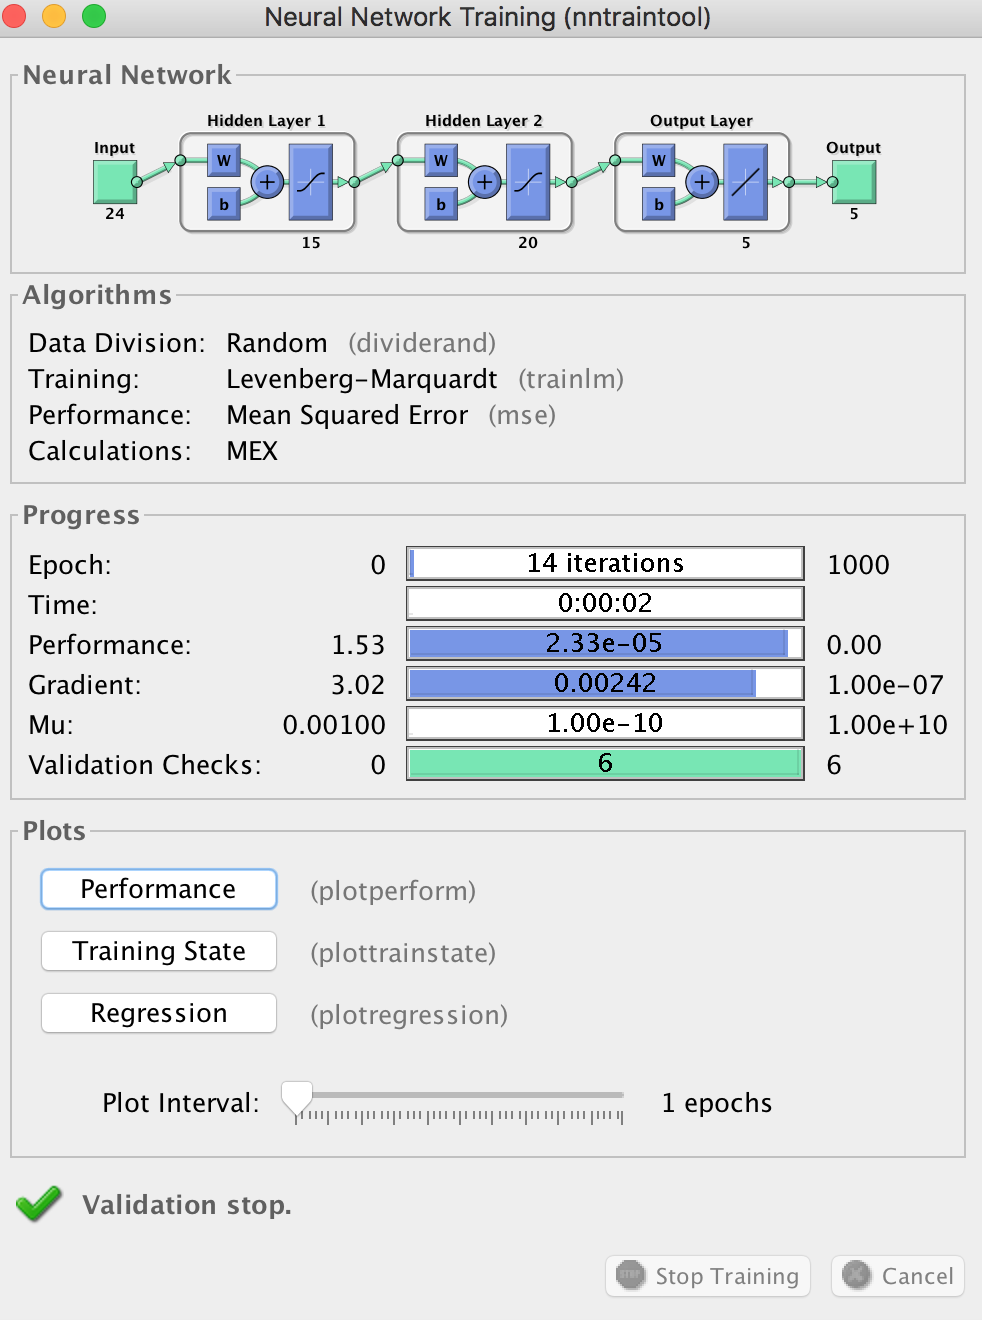 Neural Network Training (nntraintool)
Neural Network
Hidden Layer 1 Hidden Layer 2 Output Layer
Input Output
W W W
b b b
24 5
15 20 5
Algorithms
Data Division: Random (dividerand)
Training: Levenberg-Marquardt (trainlm)
Performance: Mean Squared Error (mse)
Calculations: MEX
Progress
Epoch: 0 14 iterations 1000
Time: 0:00:02
Performance: 1.53 2.33e-05 0.00
Gradient: 3.02 0.00242 1.00e-07
Mu: 0.00100 1.00e-10 1.00e+10
Validation Checks: 0 6 6
Plots
Performance (plotperform)
Training State (plottrainstate)
Regression (plotregression)
Plot Interval: 1 epochs
Validation stop.
STOP Stop Training Cancel